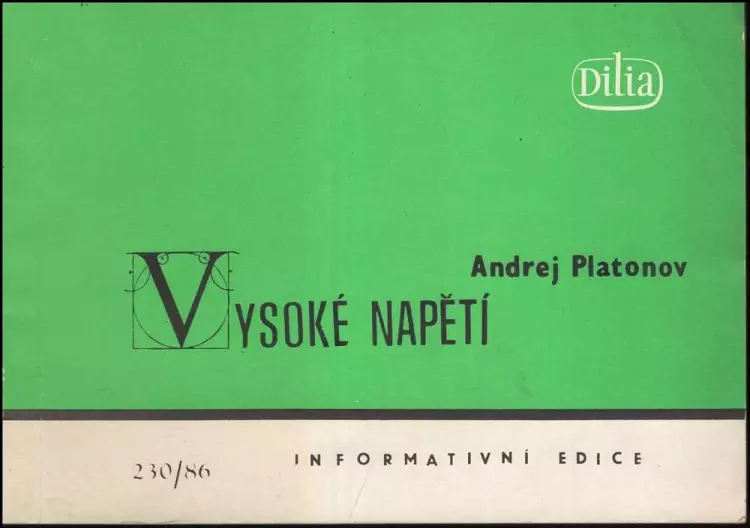 Dilia
Andrej Platonov
VYSOKÉ NAPĚTÍ
230/86
INFORMATIVNÍ EDICE